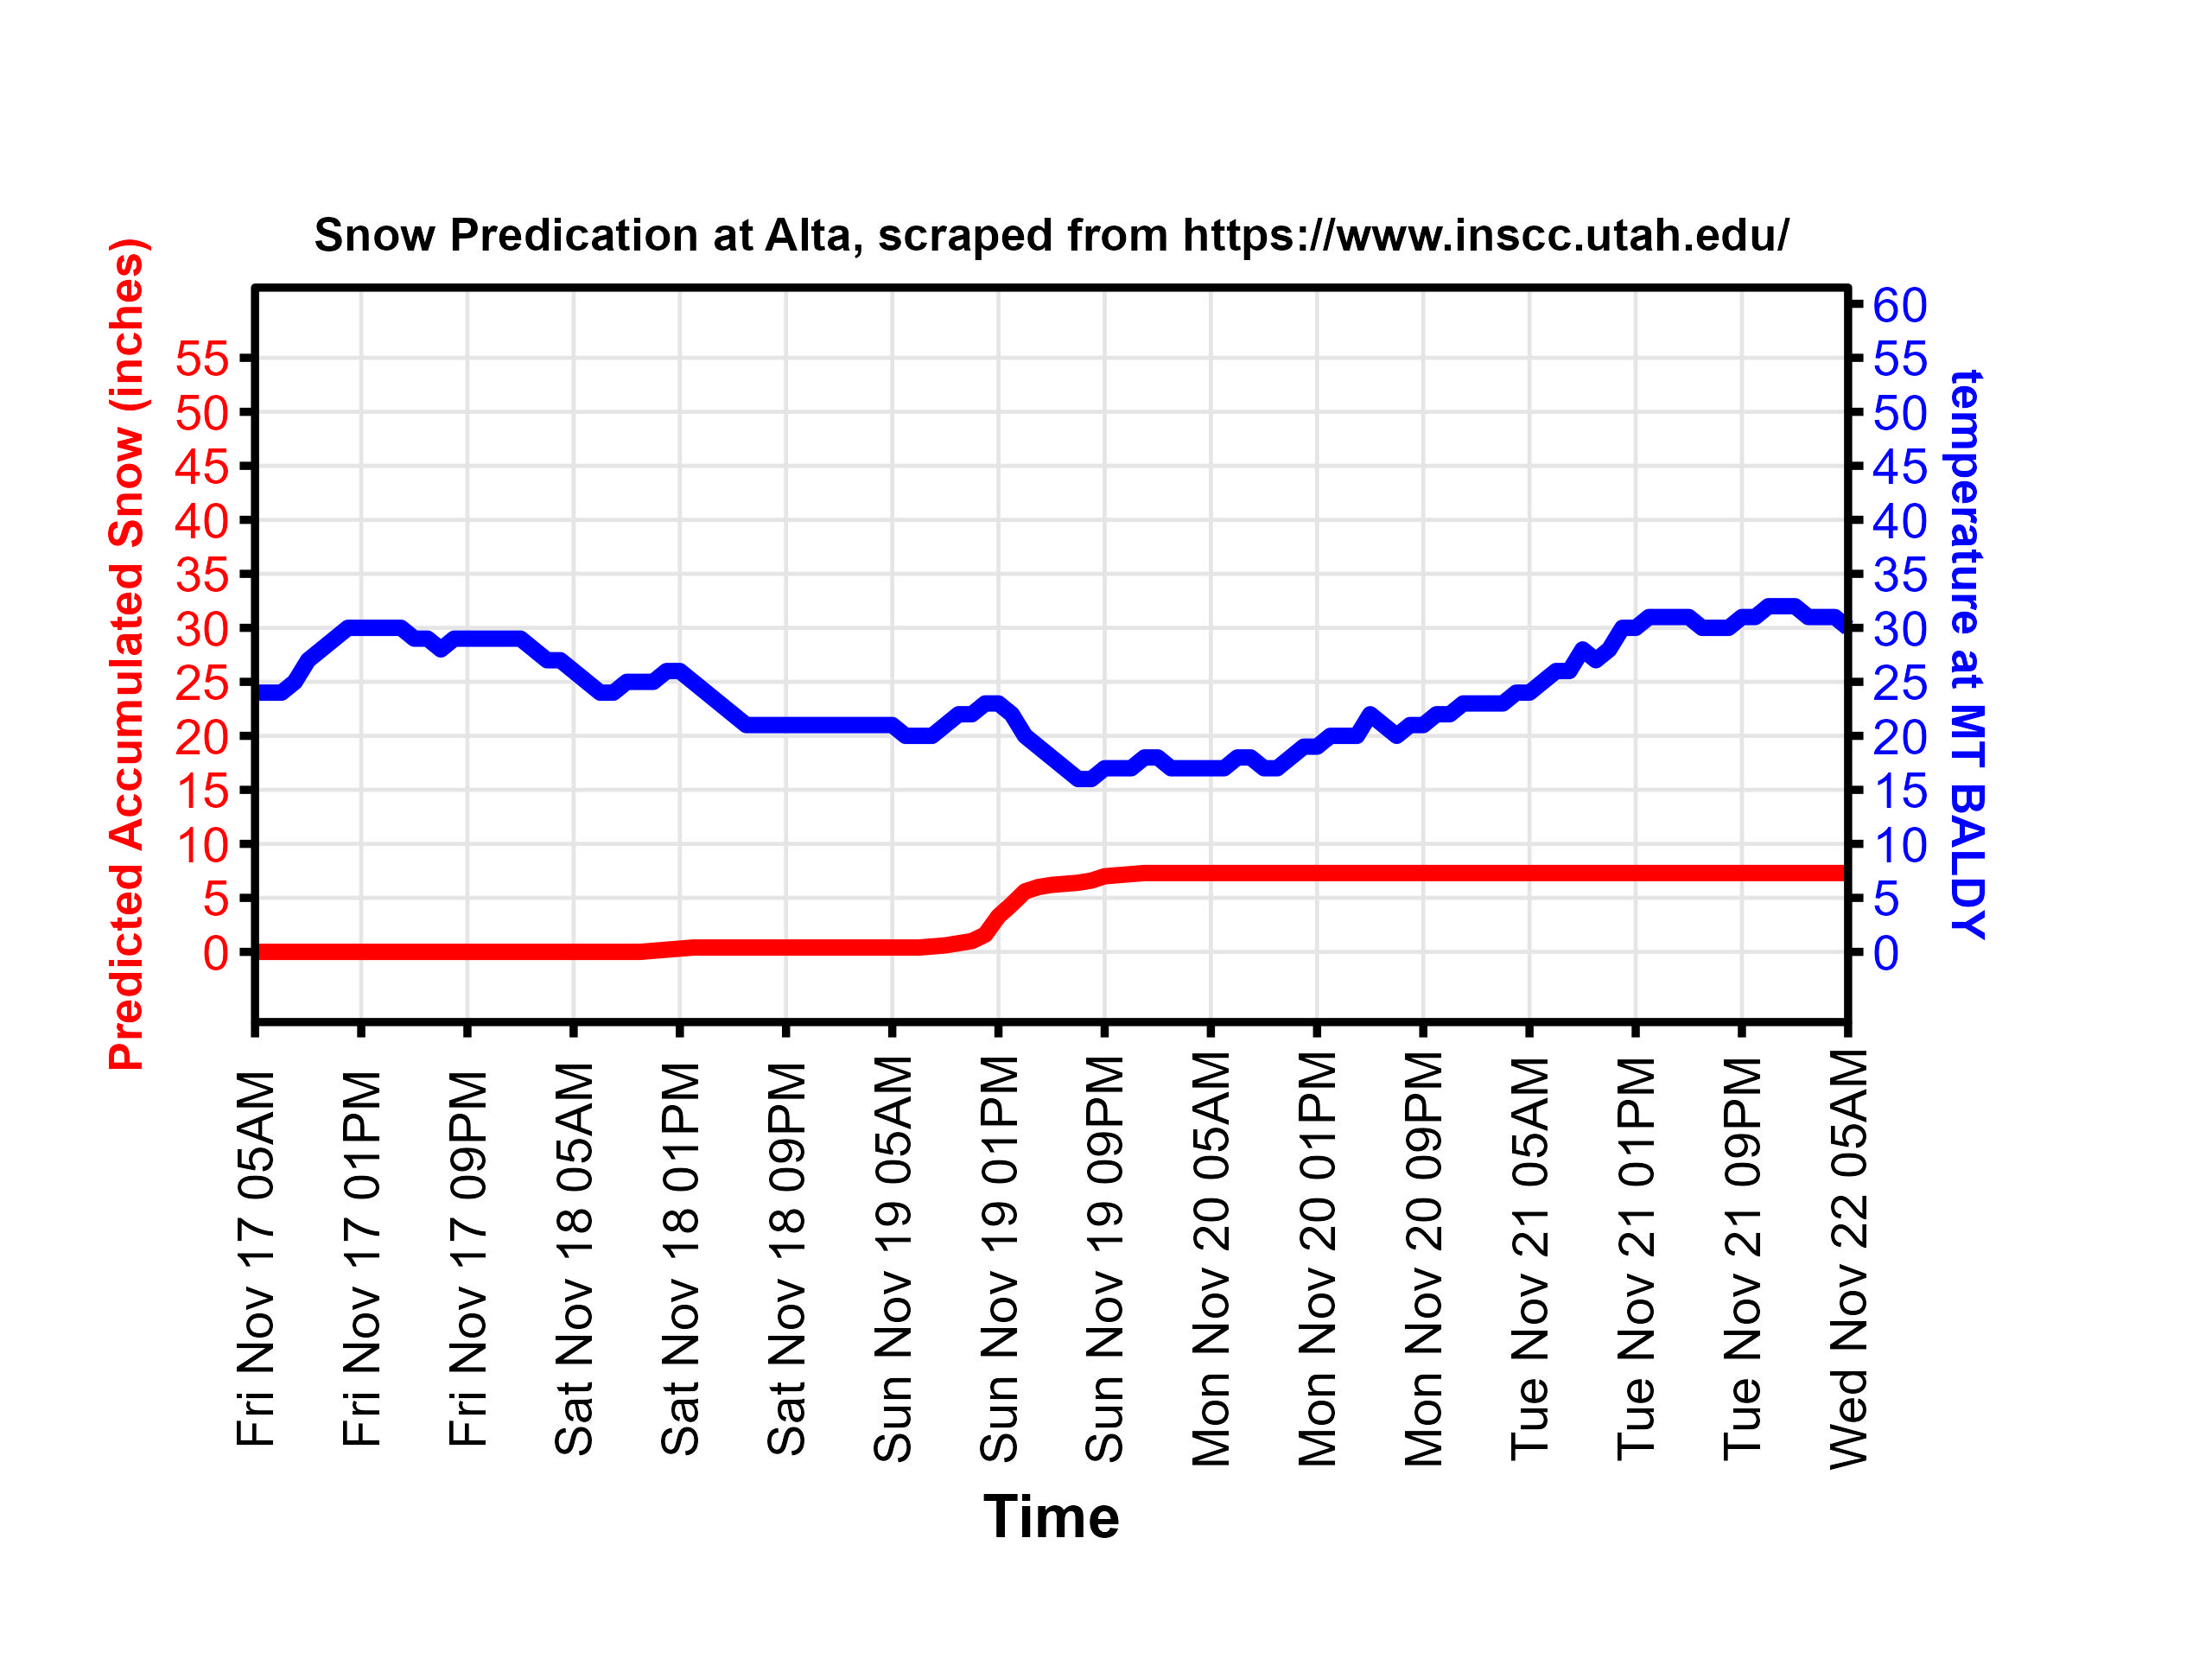 Snow Predication at Alta, scraped from https://www.inscc.utah.edu/
Predicted Accumulated Snow (inches)
55
50
45
40
35
30
25
20
15
10
5
0
60
55
50
45
40
35
30
25
20
15
10
5
0
temperature at MT BALDY
Fri Nov 17 05AM
Fri Nov 17 01PM
Fri Nov 17 09PM
Sat Nov 18 05AM
Sat Nov 18 01PM
Sat Nov 18 09PM
Sun Nov 19 05AM
Sun Nov 19 01PM
Sun Nov 19 09PM
Mon Nov 20 05AM
Mon Nov 20 01PM
Mon Nov 20 09PM
Tue Nov 21 05AM
Tue Nov 21 01PM
Tue Nov 21 09PM
Wed Nov 22 05AM
Time